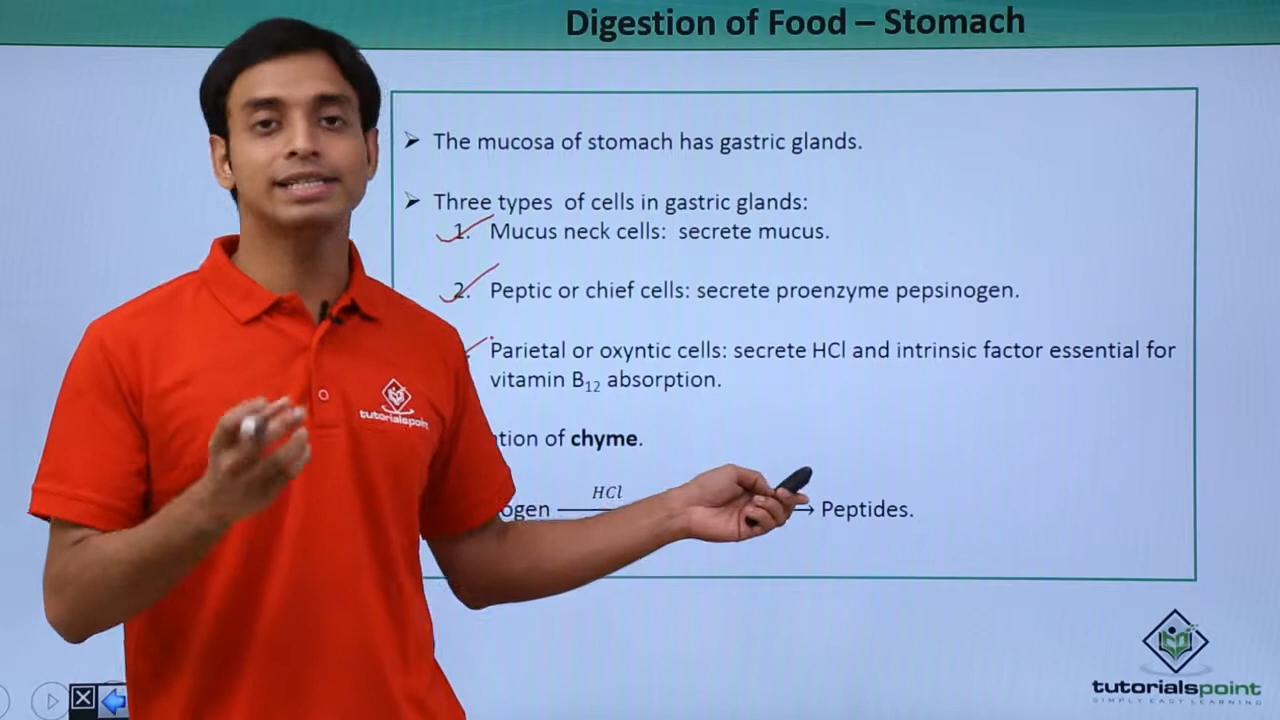 Digestion of Food – Stomach
➢ The mucosa of stomach has gastric glands.
➢ Three types of cells in gastric glands:
1. Mucus neck cells: secrete mucus.
2. Peptic or chief cells: secrete proenzyme pepsinogen.
Parietal or oxyntic cells: secrete HCl and intrinsic factor essential for
vitamin B₁₂ absorption.
of chyme.
HCl
→ Peptides.
tutorialspoint
tutorialspoint
SIMPLY EASY LEARNING